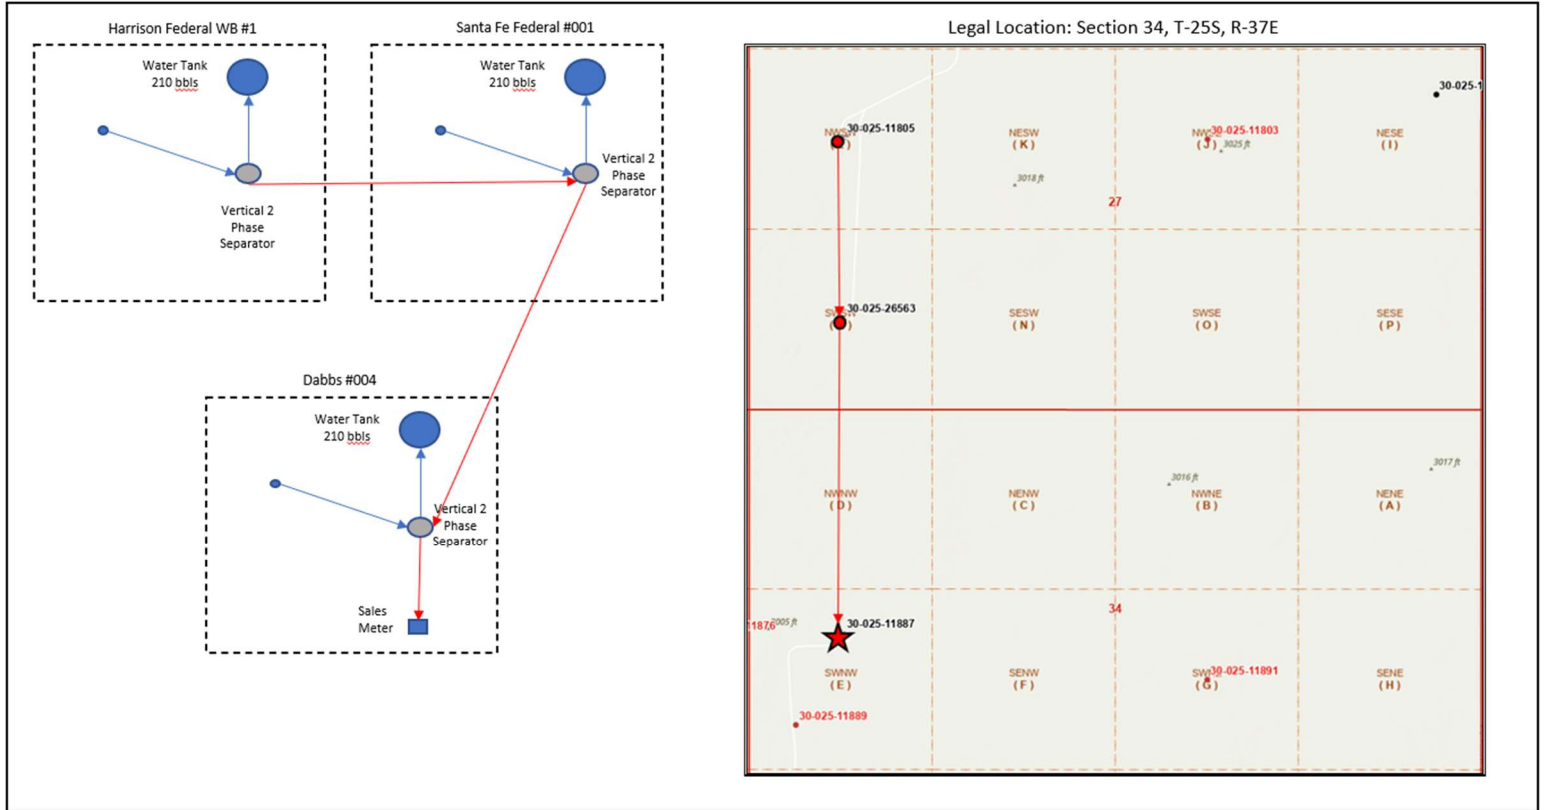 Harrison Federal WB #1
Water Tank
210 bbls
Vertical 2
Phase
Separator
Santa Fe Federal #001
Water Tank
210 bbls
Vertical 2
Phase
Separator
Dabbs #004
Water Tank
210 bbls
Vertical 2
Phase
Separator
Sales
Meter
Legal Location: Section 34, T-25S, R-37E
30-025-1
30-025-11805
NESW
(K)
30-025-11803
(J)
3025 ft
NESE
(I)
3018 ft
27
30-025-26563
SESW
(N)
SWSE
(O)
SESE
(P)
NWNW
(D)
NENW
(C)
3016 ft
NWNE
(B)
3017 ft
NENE
(A)
34
11876
3005 ft
30-025-11887
SWNW
(E)
SENW
(F)
30-025-11891
(G)
SENE
(H)
30-025-11889